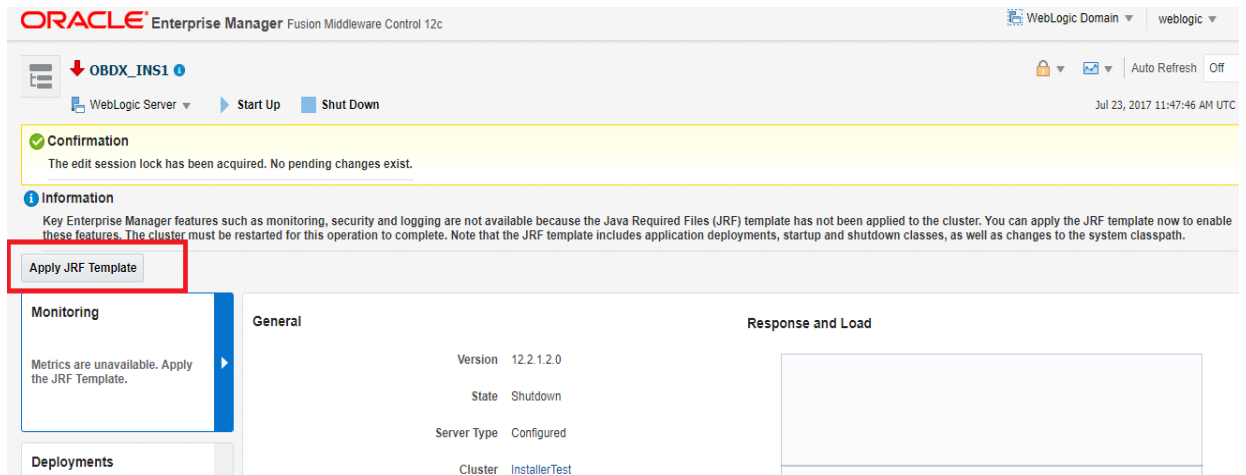 ORACLE Enterprise Manager Fusion Middleware Control 12c
WebLogic Domain weblogic
OBDX_INS1
Auto Refresh Off
WebLogic Server Start Up Shut Down
Jul 23, 2017 11:47:46 AM UTC
Confirmation
The edit session lock has been acquired. No pending changes exist.
Information
Key Enterprise Manager features such as monitoring, security and logging are not available because the Java Required Files (JRF) template has not been applied to the cluster. You can apply the JRF template now to enable
these features. The cluster must be restarted for this operation to complete. Note that the JRF template includes application deployments, startup and shutdown classes, as well as changes to the system classpath.
Apply JRF Template
Monitoring
Metrics are unavailable. Apply
the JRF Template.
Deployments
General
Version 12.2.1.2.0
State Shutdown
Server Type Configured
Cluster InstallerTest
Response and Load